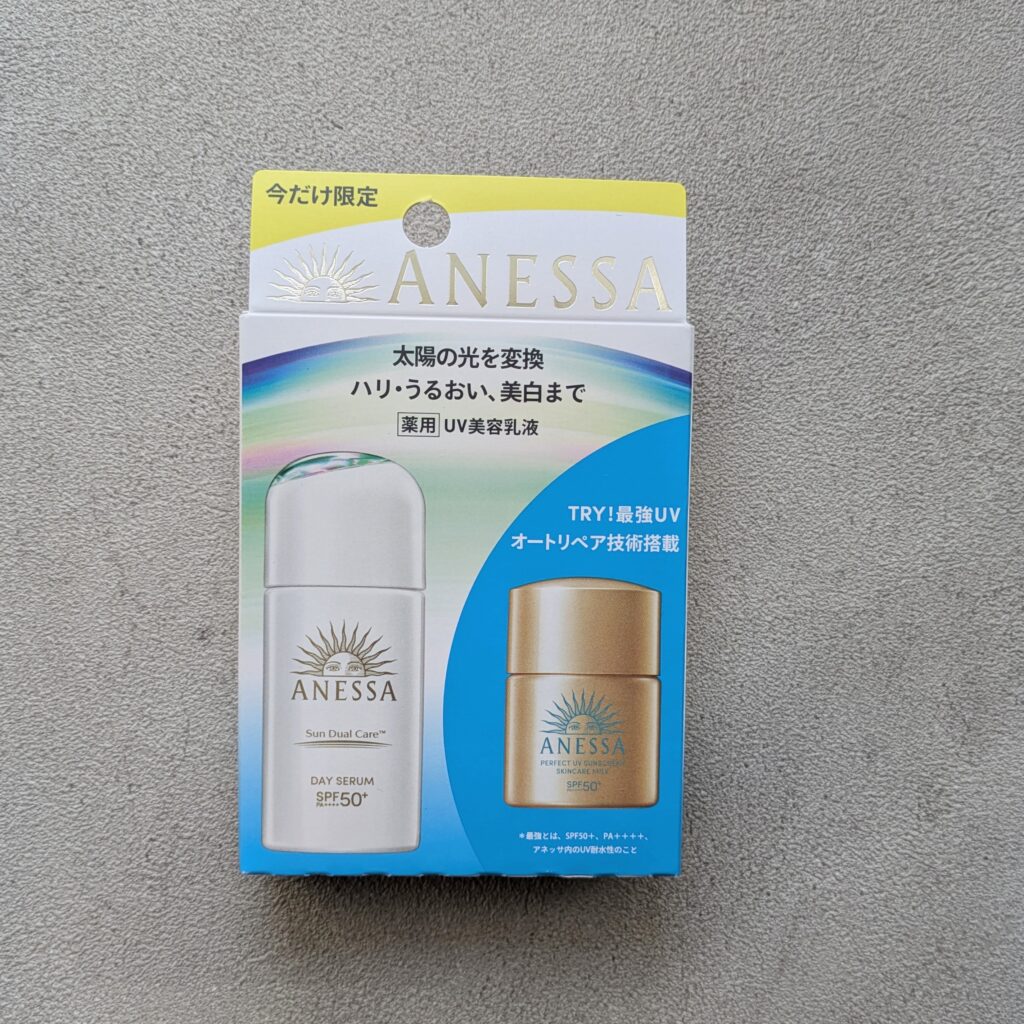 今だけ限定
ANESSA
太陽の光を変換
ハリ・うるおい、美白まで
薬用 UV美容乳液
TRY!最強UV
オートリペア技術搭載
ANESSA
Sun Dual Care™
DAY SERUM
SPF50+
PA++++
ANESSA
PERFECT UV SUNSCREEN
SKINCARE MILK
SPF50+
PA++++
＊最強とは、SPF50+、PA++++、
アネッサ内のUV耐水性のこと